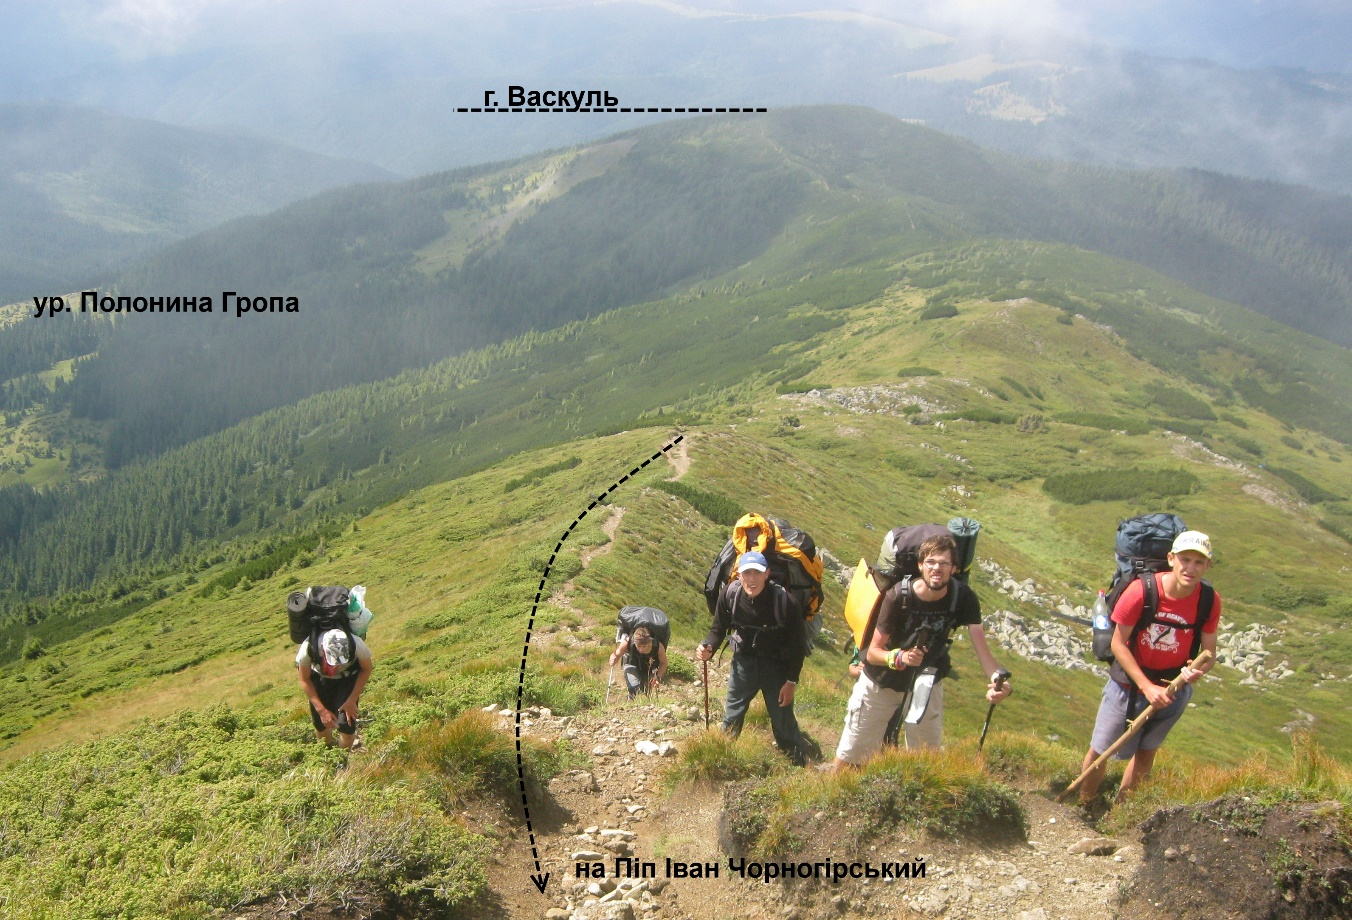 г. Васкуль
ур. Полонина Гропа
на Піп Іван Чорногірський